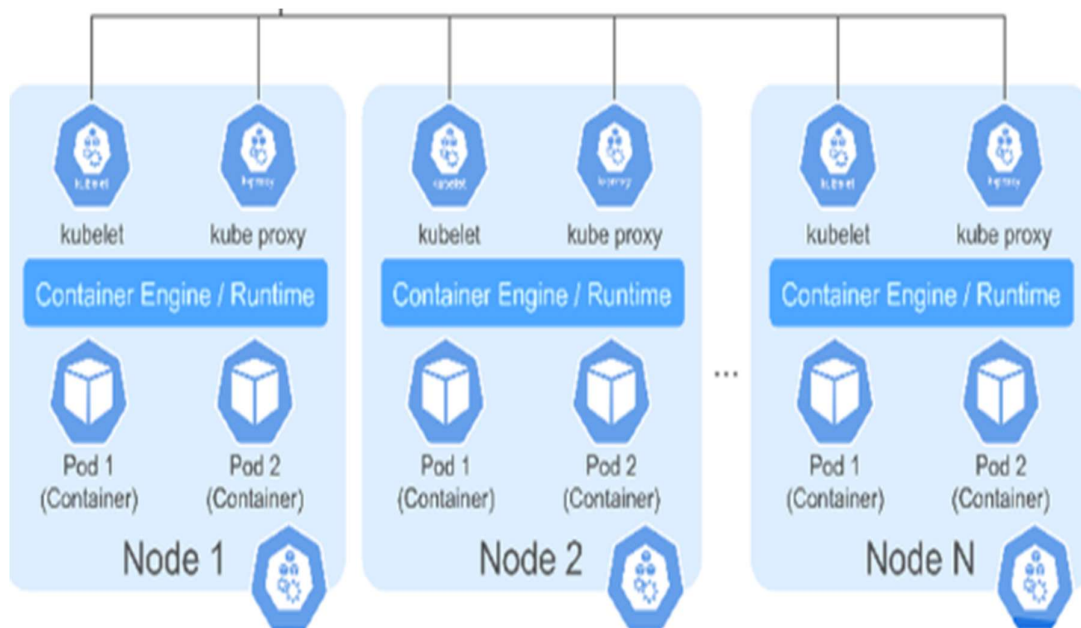 kubelet
kube proxy
Container Engine / Runtime
Pod 1
(Container)
Pod 2
(Container)
Node 1
kubelet
kube proxy
Container Engine / Runtime
Pod 1
(Container)
Pod 2
(Container)
Node 2
...
kubelet
kube proxy
Container Engine / Runtime
Pod 1
(Container)
Pod 2
(Container)
Node N